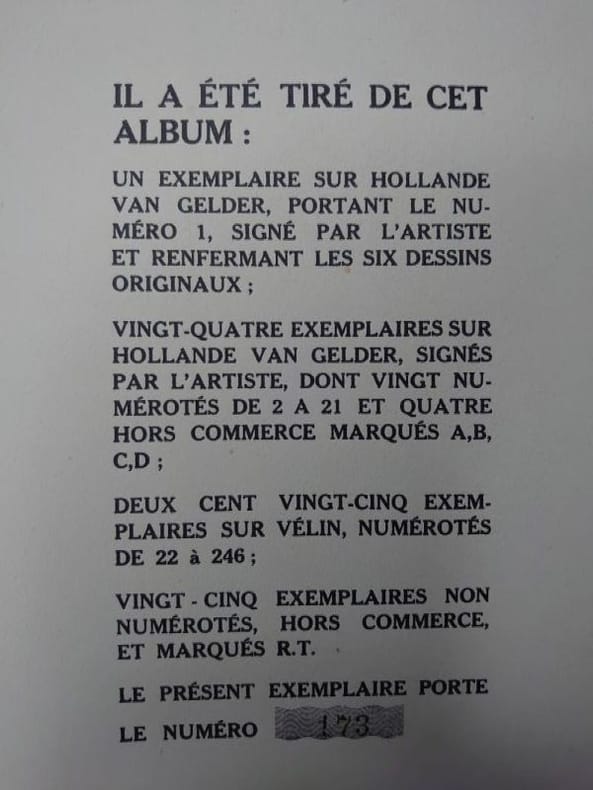 IL A ÉTÉ TIRÉ DE CET
ALBUM :
UN EXEMPLAIRE SUR HOLLANDE
VAN GELDER, PORTANT LE NU-
MÉRO 1, SIGNÉ PAR L'ARTISTE
ET RENFERMANT LES SIX DESSINS
ORIGINAUX ;
VINGT-QUATRE EXEMPLAIRES SUR
HOLLANDE VAN GELDER, SIGNÉS
PAR L'ARTISTE, DONT VINGT NU-
MÉROTÉS DE 2 A 21 ET QUATRE
HORS COMMERCE MARQUÉS A,B,
C,D ;
DEUX CENT VINGT-CINQ EXEM-
PLAIRES SUR VÉLIN, NUMÉROTÉS
DE 22 à 246 ;
VINGT - CINQ EXEMPLAIRES NON
NUMÉROTÉS, HORS COMMERCE,
ET MARQUÉS R.T.
LE PRÉSENT EXEMPLAIRE PORTE
LE NUMÉRO 173